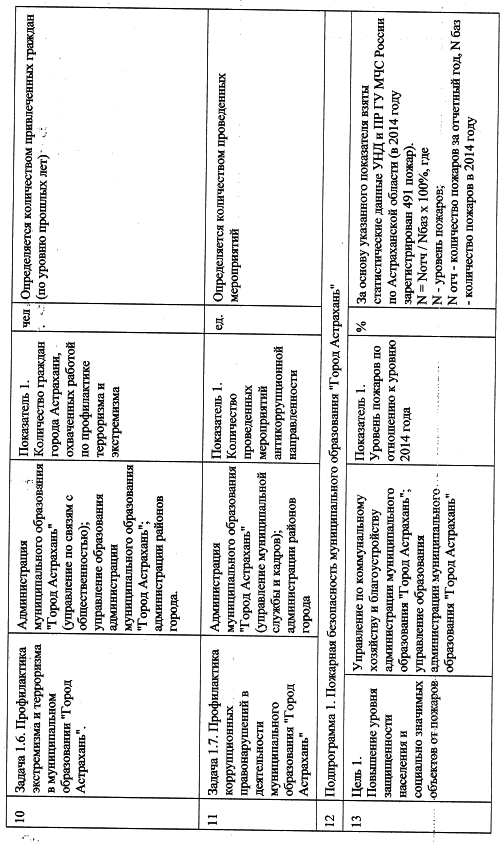 10
Задача 1.6. Профилактика
экстремизма и терроризма
в муниципальном
образовании "Город
Астрахань".
Администрация
муниципального образования
"Город Астрахань"
(управление по связям с
общественностью);
управление образования
администрации
муниципального образования
"Город Астрахань";
администрации районов
города.
Показатель 1.
Количество граждан
города Астрахани,
охваченных работой
по профилактике
терроризма и
экстремизма
чел.
Определяется количеством привлеченных граждан
(по уровню прошлых лет)
11
Задача 1.7. Профилактика
коррупционных
правонарушений в
деятельности
муниципального
образования "Город
Астрахань"
Администрация
муниципального образования
"Город Астрахань"
(управление муниципальной
службы и кадров);
администрации районов
города
Показатель 1.
Количество
проведенных
мероприятий
антикоррупционной
направленности
ед.
Определяется количеством проведенных
мероприятий
12
Подпрограмма 1. Пожарная безопасность муниципального образования "Город Астрахань"
13
Цель 1.
Повышение уровня
защищенности
населения и
социально значимых
объектов от пожаров
Управление по коммунальному
хозяйству и благоустройству
администрации муниципального
образования "Город Астрахань";
управление образования
администрации муниципального
образования "Город Астрахань"
Показатель 1.
Уровень пожаров по
отношению к уровню
2014 года
%
За основу указанного показателя взяты
статистические данные УНД и ПР ГУ МЧС России
по Астраханской области (в 2014 году
зарегистрирован 491 пожар).
N = Nотч / Nбаз х 100%, где
N - уровень пожаров;
N отч - количество пожаров за отчетный год, N баз
- количество пожаров в 2014 году